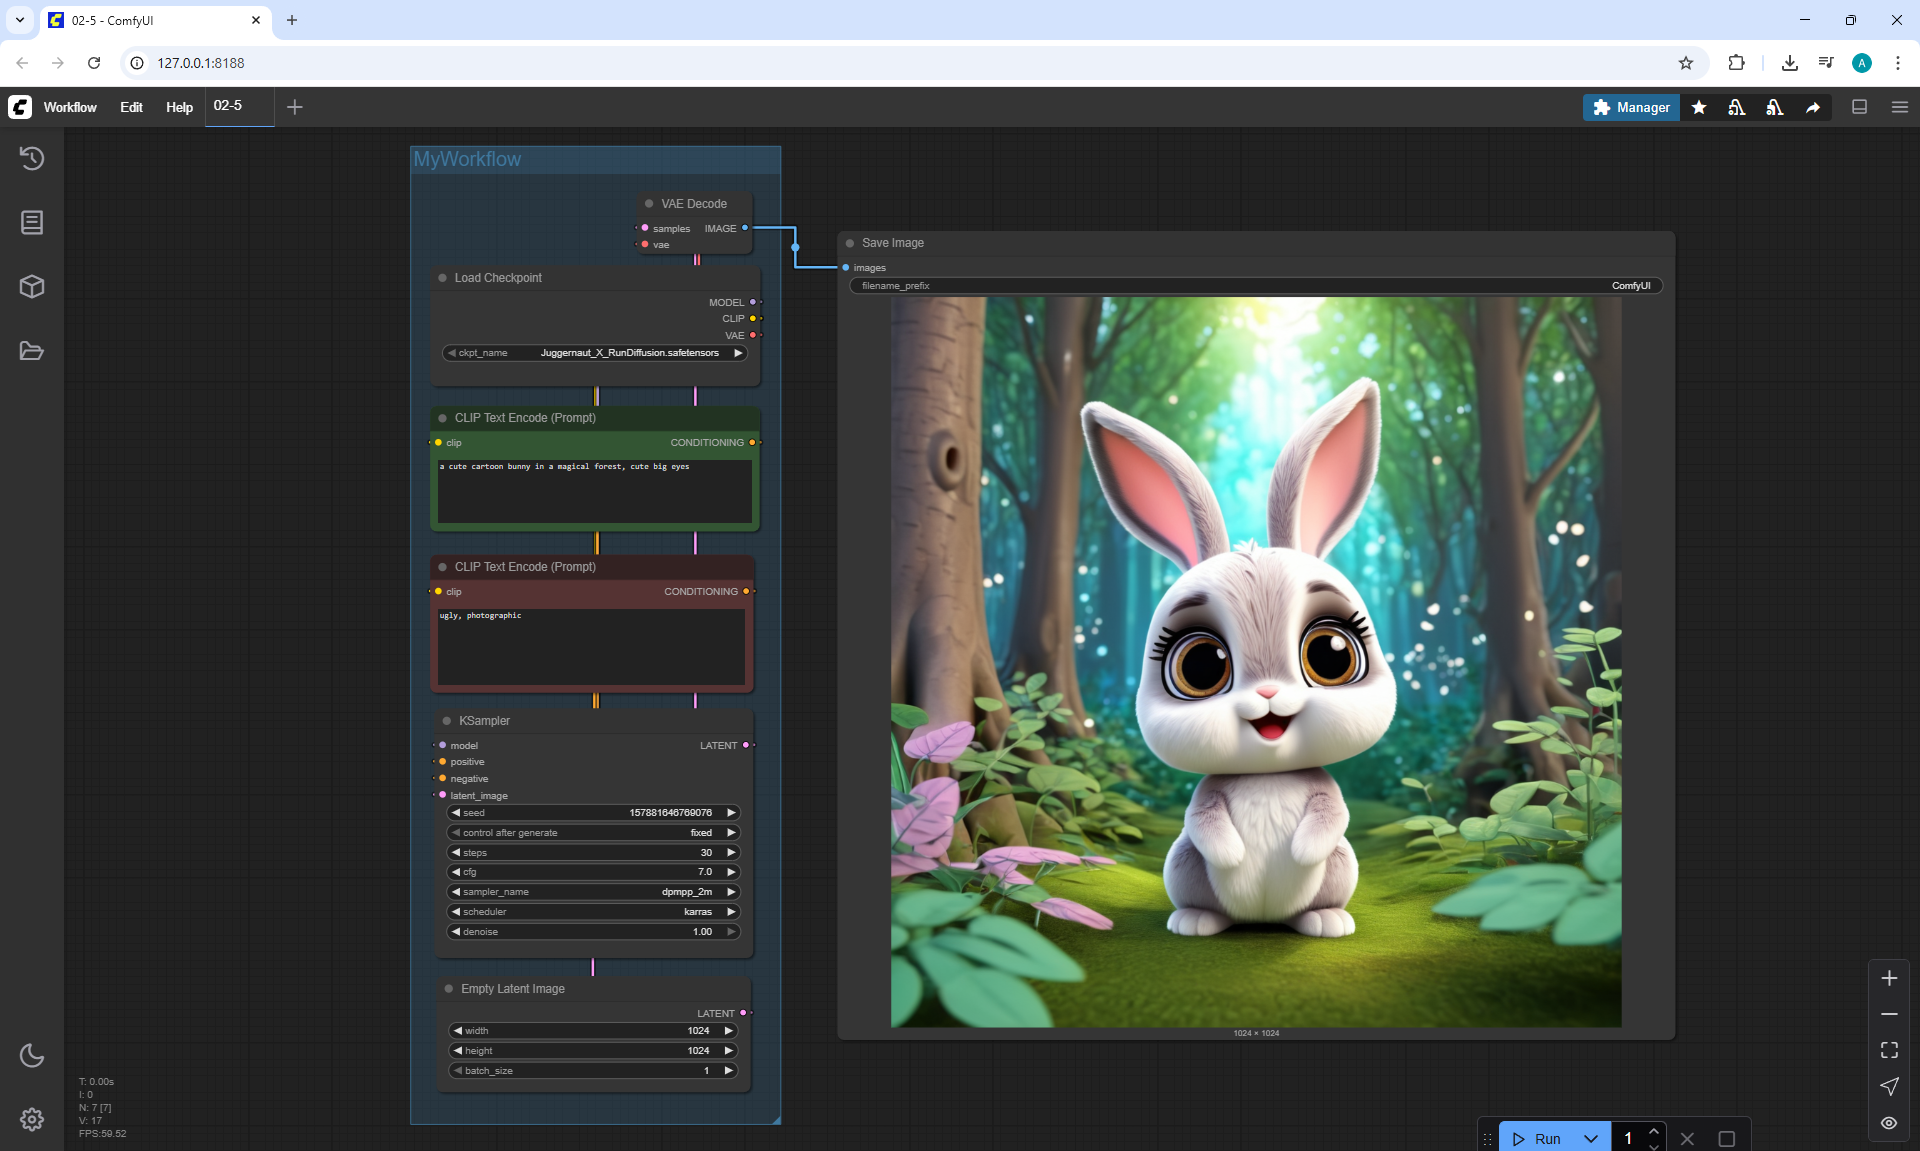 02-5 - ComfyUI
127.0.0.1:8188
Workflow Edit Help 02-5
Manager
A
MyWorkflow
VAE Decode
samples IMAGE
vae
Save Image
images
filename_prefix ComfyUI
Load Checkpoint
MODEL
CLIP
VAE
ckpt_name Juggernaut_X_RunDiffusion.safetensors
CLIP Text Encode (Prompt)
clip CONDITIONING
a cute cartoon bunny in a magical forest, cute big eyes
CLIP Text Encode (Prompt)
clip CONDITIONING
ugly, photographic
KSampler
model LATENT
positive
negative
latent_image
seed 157881646769076
control after generate fixed
steps 30
cfg 7.0
sampler_name dpmpp_2m
scheduler karras
denoise 1.00
Empty Latent Image
LATENT
width 1024
height 1024
batch_size 1
1024 × 1024
T: 0.00s
I: 0
N: 7 [7]
V: 17
FPS:59.52
Run 1